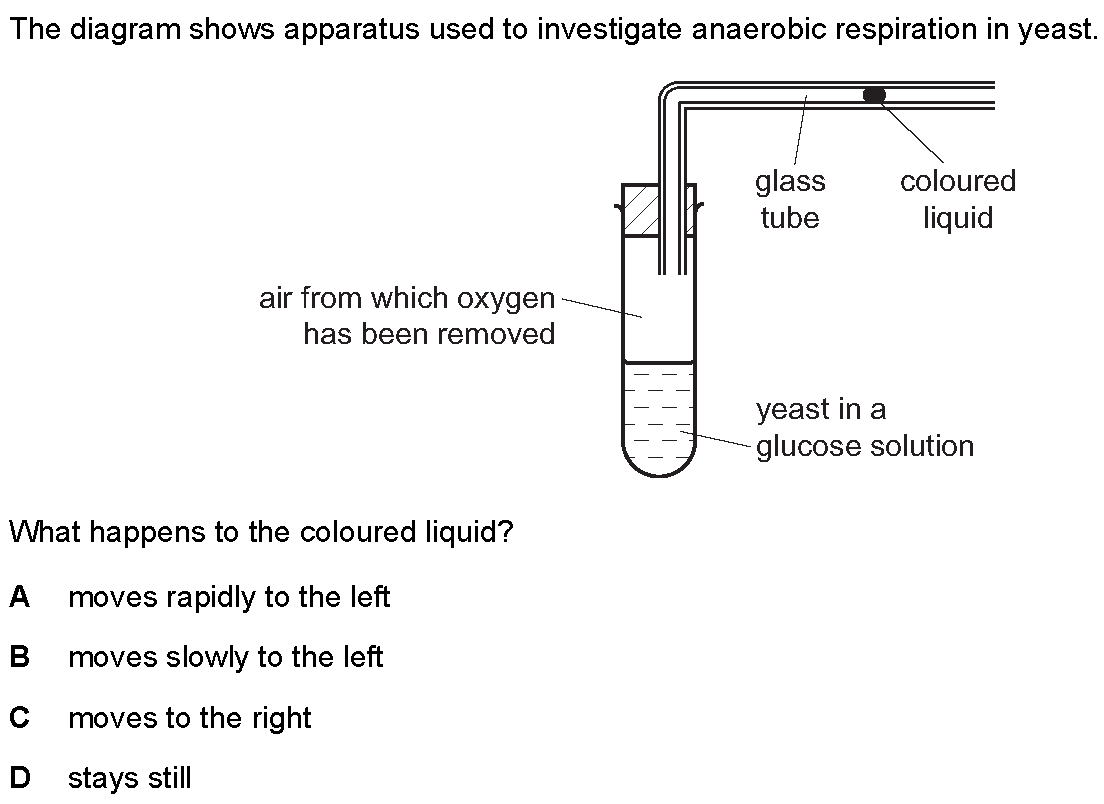 The diagram shows apparatus used to investigate anaerobic respiration in yeast.
glass
tube
coloured
liquid
air from which oxygen
has been removed
yeast in a
glucose solution
What happens to the coloured liquid?
A moves rapidly to the left
B moves slowly to the left
C moves to the right
D stays still